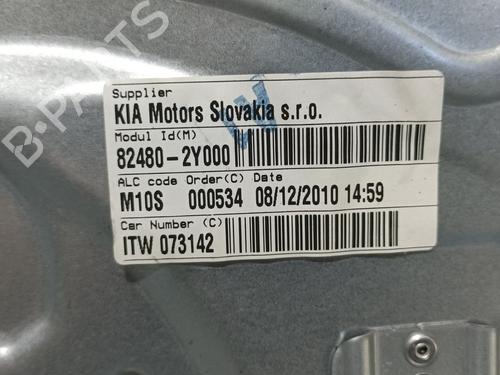 Supplier
KIA Motors Slovakia s.r.o.
Modul Id(M)
82480-2Y000
ALC code Order(C) Date
M10S 000534 08/12/2010 14:59
Car Number (C)
ITW 073142
B-PARTS